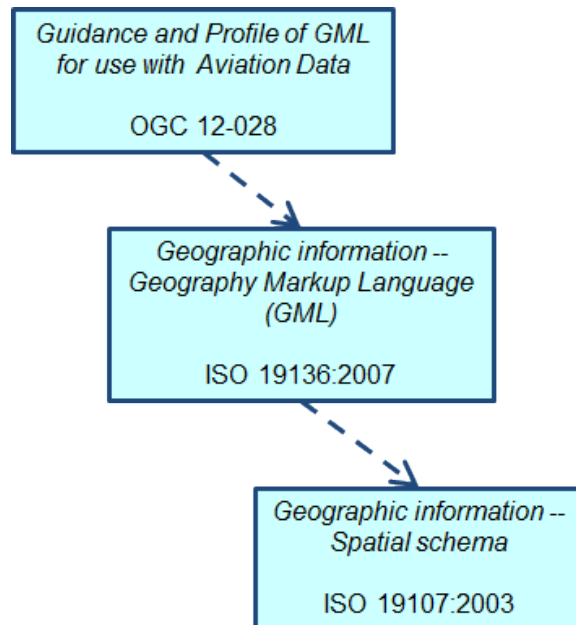 Guidance and Profile of GML
for use with Aviation Data
OGC 12-028
Geographic information --
Geography Markup Language
(GML)
ISO 19136:2007
Geographic information --
Spatial schema
ISO 19107:2003